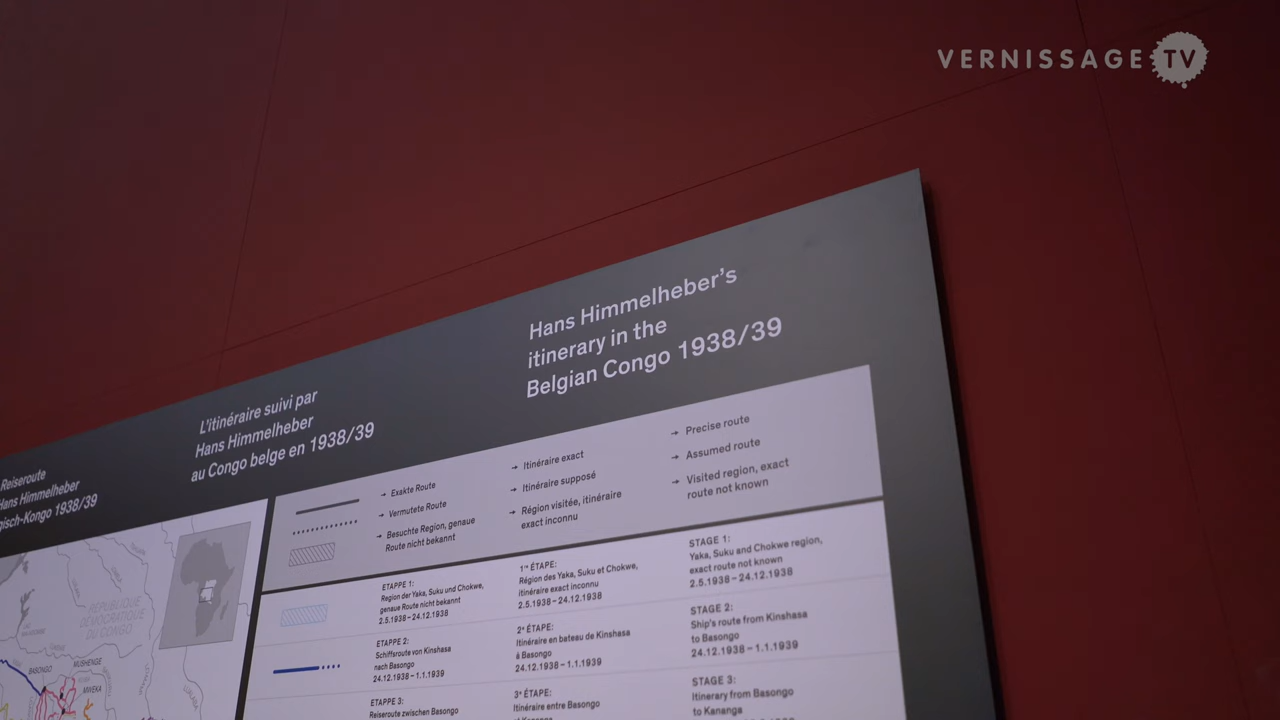 VERNISSAGE TV
Reiseroute
Hans Himmelheber
gisch-Kongo 1938/39
L'itinéraire suivi par
Hans Himmelheber
au Congo belge en 1938/39
Hans Himmelheber's
itinerary in the
Belgian Congo 1938/39
→ Exakte Route
→ Vermutete Route
→ Besuchte Region, genaue
Route nicht bekannt
→ Itinéraire exact
→ Itinéraire supposé
→ Région visitée, itinéraire
exact inconnu
→ Precise route
→ Assumed route
→ Visited region, exact
route not known
ETAPPE 1:
Region der Yaka, Suku und Chokwe,
genaue Route nicht bekannt
2.5.1938 – 24.12.1938
1re ÉTAPE:
Région des Yaka, Suku et Chokwe,
itinéraire exact inconnu
2.5.1938 – 24.12.1938
STAGE 1:
Yaka, Suku and Chokwe region,
exact route not known
2.5.1938 – 24.12.1938
ETAPPE 2:
Schiffsroute von Kinshasa
nach Basongo
24.12.1938 – 1.1.1939
2e ÉTAPE:
Itinéraire en bateau de Kinshasa
à Basongo
24.12.1938 – 1.1.1939
STAGE 2:
Ship's route from Kinshasa
to Basongo
24.12.1938 – 1.1.1939
ETAPPE 3:
Reiseroute zwischen Basongo
3e ÉTAPE:
Itinéraire entre Basongo
STAGE 3:
Itinerary from Basongo
to Kananga
RÉPUBLIQUE
DÉMOCRATIQUE
DU CONGO
BASONGO
MUSHENGE
MWEKA